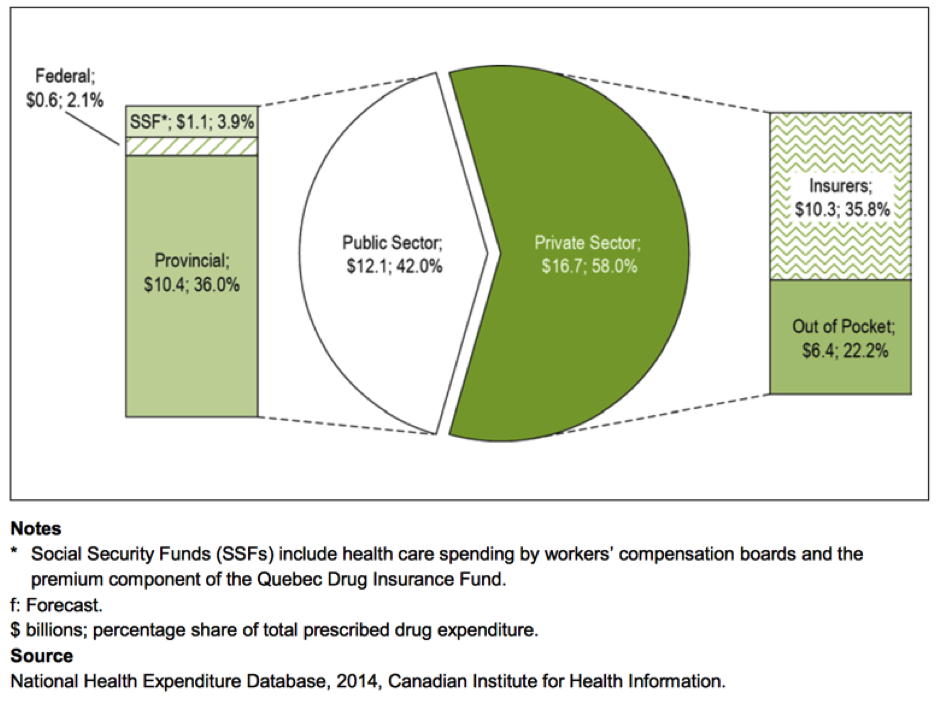 Federal;
$0.6; 2.1%
SSF*; $1.1; 3.9%
Provincial;
$10.4; 36.0%
Public Sector;
$12.1; 42.0%
Private Sector;
$16.7; 58.0%
Insurers;
$10.3; 35.8%
Out of Pocket;
$6.4; 22.2%
Notes
* Social Security Funds (SSFs) include health care spending by workers’ compensation boards and the
premium component of the Quebec Drug Insurance Fund.
f: Forecast.
$ billions; percentage share of total prescribed drug expenditure.
Source
National Health Expenditure Database, 2014, Canadian Institute for Health Information.